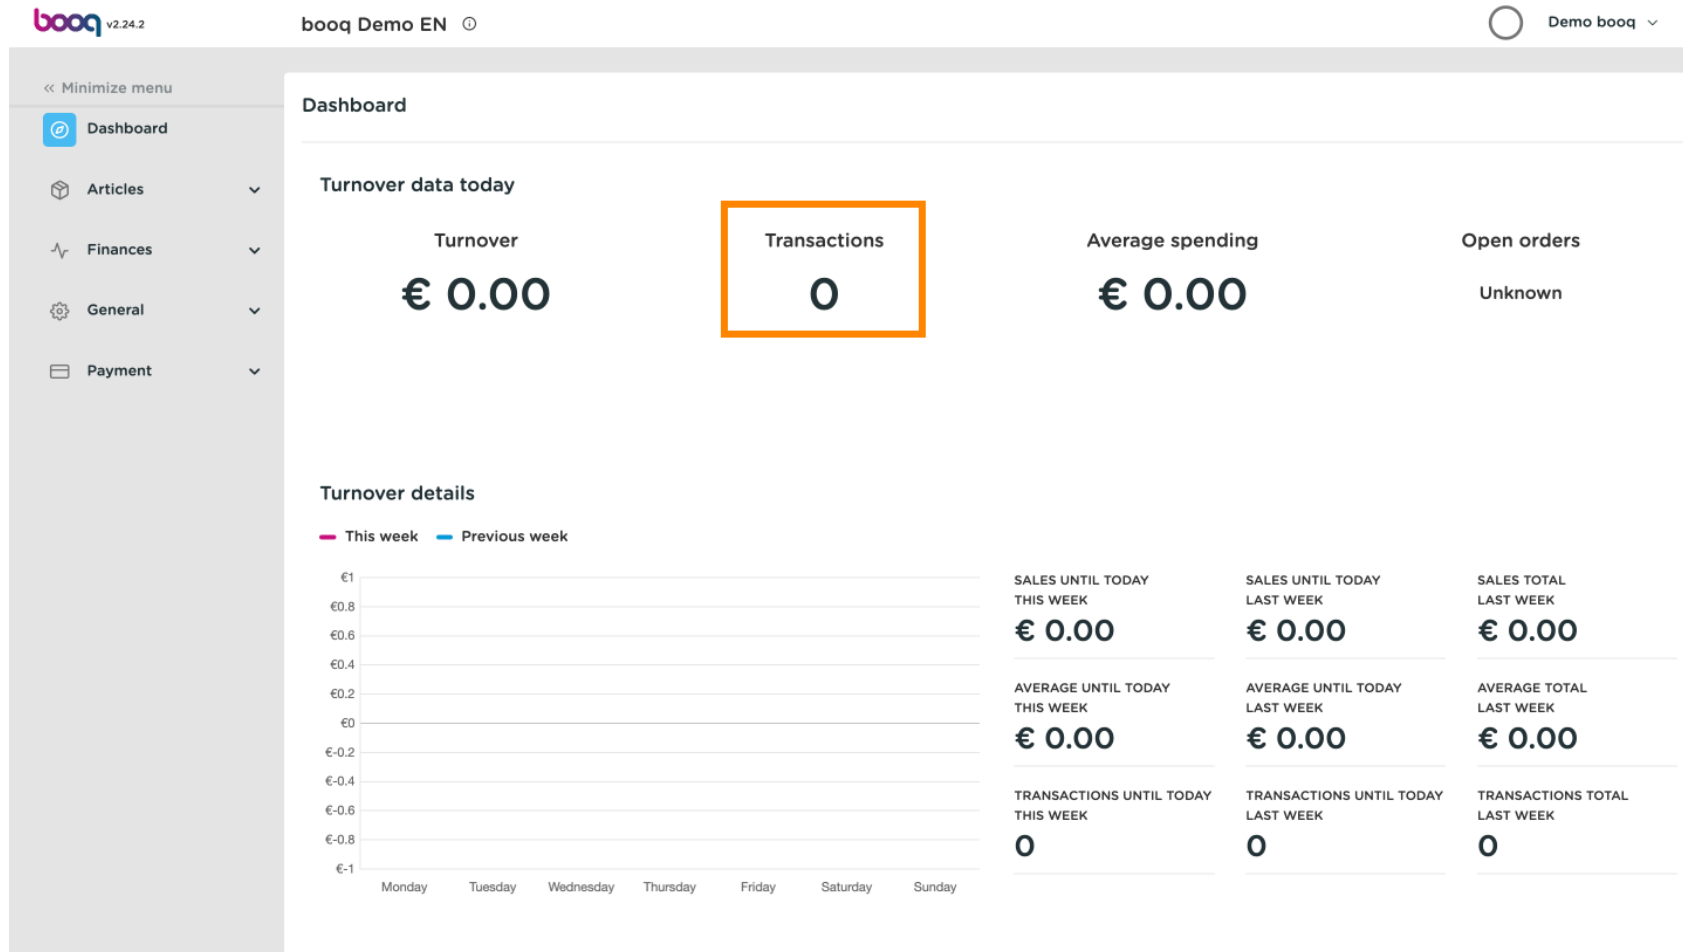 booq v2.24.2
booq Demo EN
Demo booq
Minimize menu
Dashboard
Articles
Finances
General
Payment
Dashboard
Turnover data today
Turnover
€ 0.00
Transactions
0
Average spending
€ 0.00
Open orders
Unknown
Turnover details
This week Previous week
€1
€0.8
€0.6
€0.4
€0.2
€0
€-0.2
€-0.4
€-0.6
€-0.8
€-1
Monday Tuesday Wednesday Thursday Friday Saturday Sunday
SALES UNTIL TODAY
THIS WEEK
€ 0.00
SALES UNTIL TODAY
LAST WEEK
€ 0.00
SALES TOTAL
LAST WEEK
€ 0.00
AVERAGE UNTIL TODAY
THIS WEEK
€ 0.00
AVERAGE UNTIL TODAY
LAST WEEK
€ 0.00
AVERAGE TOTAL
LAST WEEK
€ 0.00
TRANSACTIONS UNTIL TODAY
THIS WEEK
0
TRANSACTIONS UNTIL TODAY
LAST WEEK
0
TRANSACTIONS TOTAL
LAST WEEK
0